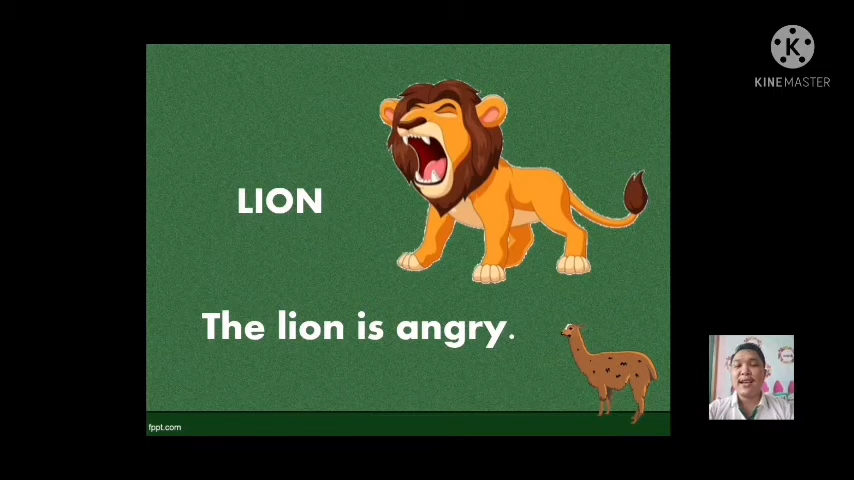 K
KINEMASTER
LION
The lion is angry.
fppt.com